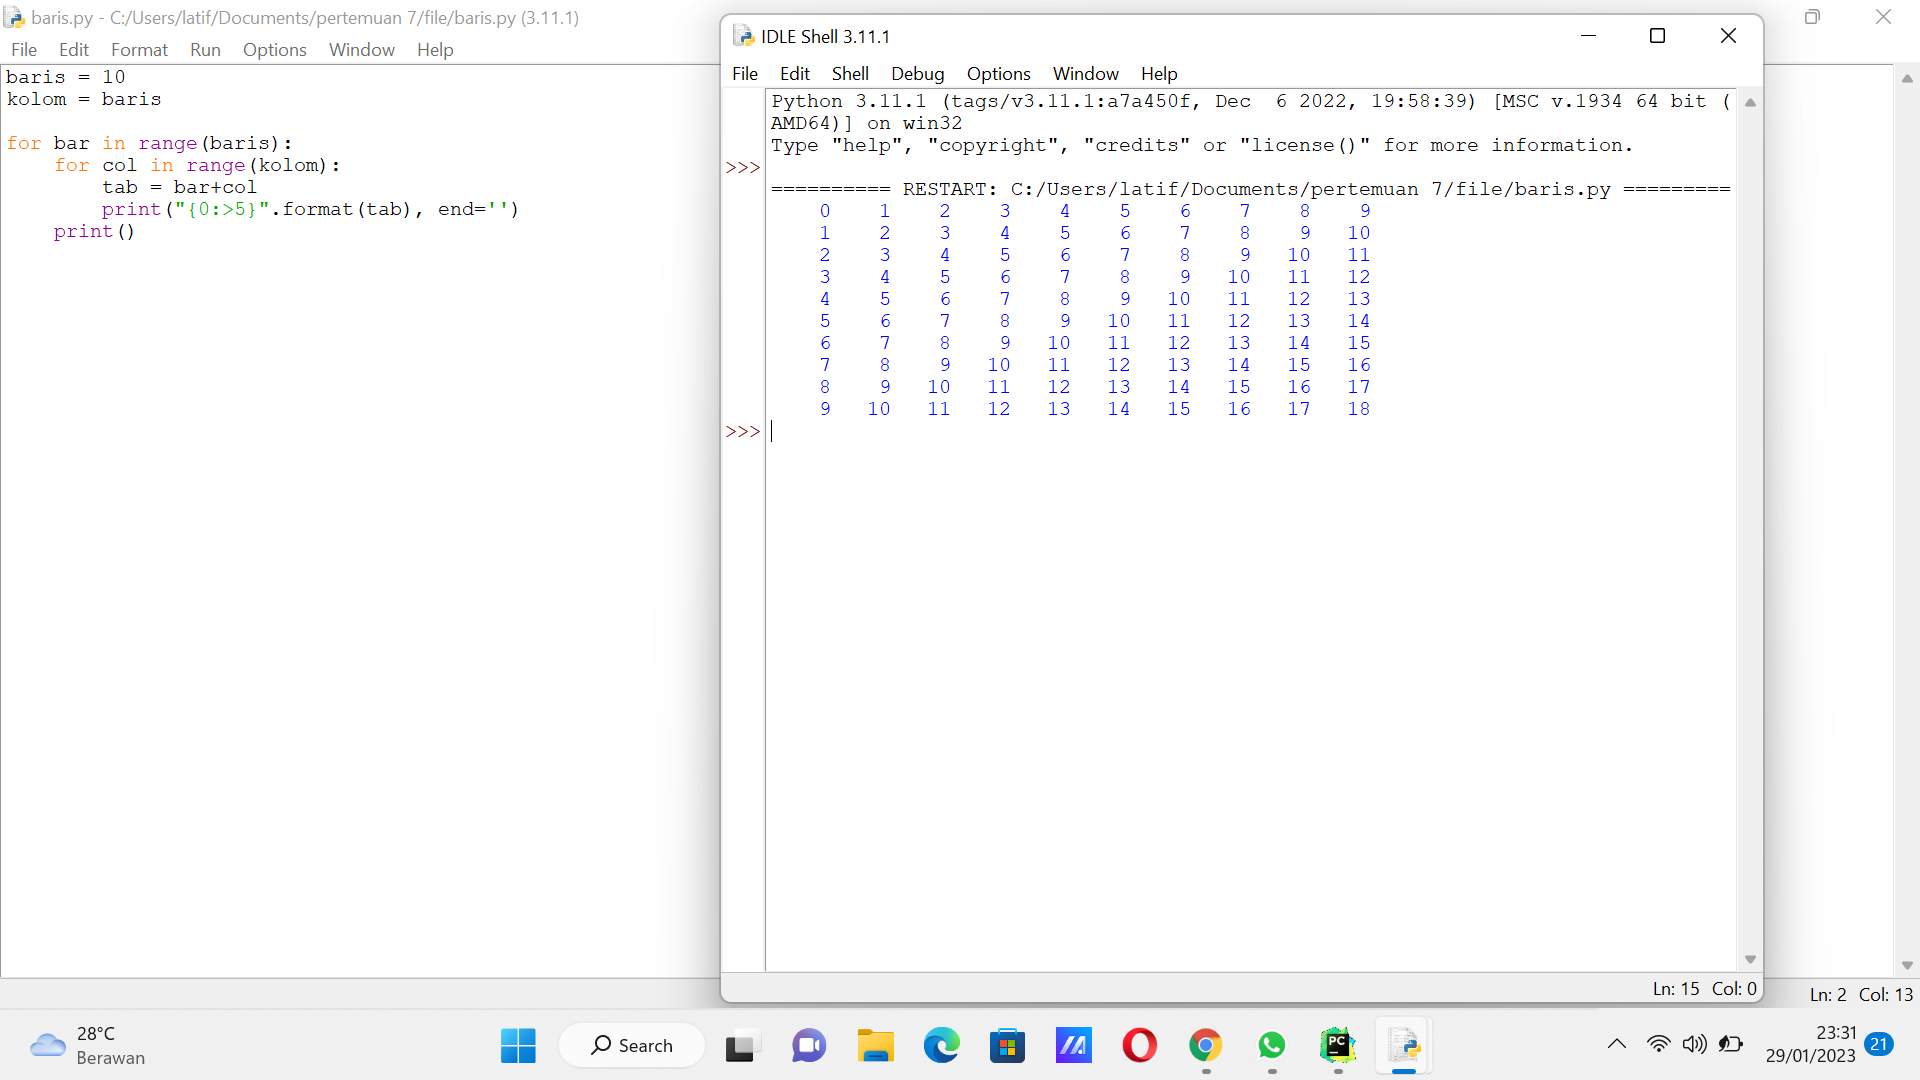 baris.py - C:/Users/latif/Documents/pertemuan 7/file/baris.py (3.11.1)
File Edit Format Run Options Window Help
baris = 10
kolom = baris
for bar in range(baris):
    for col in range(kolom):
        tab = bar+col
        print("{0:>5}".format(tab), end='')
    print()
Ln: 2 Col: 13
IDLE Shell 3.11.1
File Edit Shell Debug Options Window Help
Python 3.11.1 (tags/v3.11.1:a7a450f, Dec  6 2022, 19:58:39) [MSC v.1934 64 bit (
AMD64)] on win32
Type "help", "copyright", "credits" or "license()" for more information.
>>>
========== RESTART: C:/Users/latif/Documents/pertemuan 7/file/baris.py =========
    0    1    2    3    4    5    6    7    8    9
    1    2    3    4    5    6    7    8    9   10
    2    3    4    5    6    7    8    9   10   11
    3    4    5    6    7    8    9   10   11   12
    4    5    6    7    8    9   10   11   12   13
    5    6    7    8    9   10   11   12   13   14
    6    7    8    9   10   11   12   13   14   15
    7    8    9   10   11   12   13   14   15   16
    8    9   10   11   12   13   14   15   16   17
    9   10   11   12   13   14   15   16   17   18
>>>
Ln: 15 Col: 0
28°C
Berawan
Search
PC
23:31
29/01/2023
21